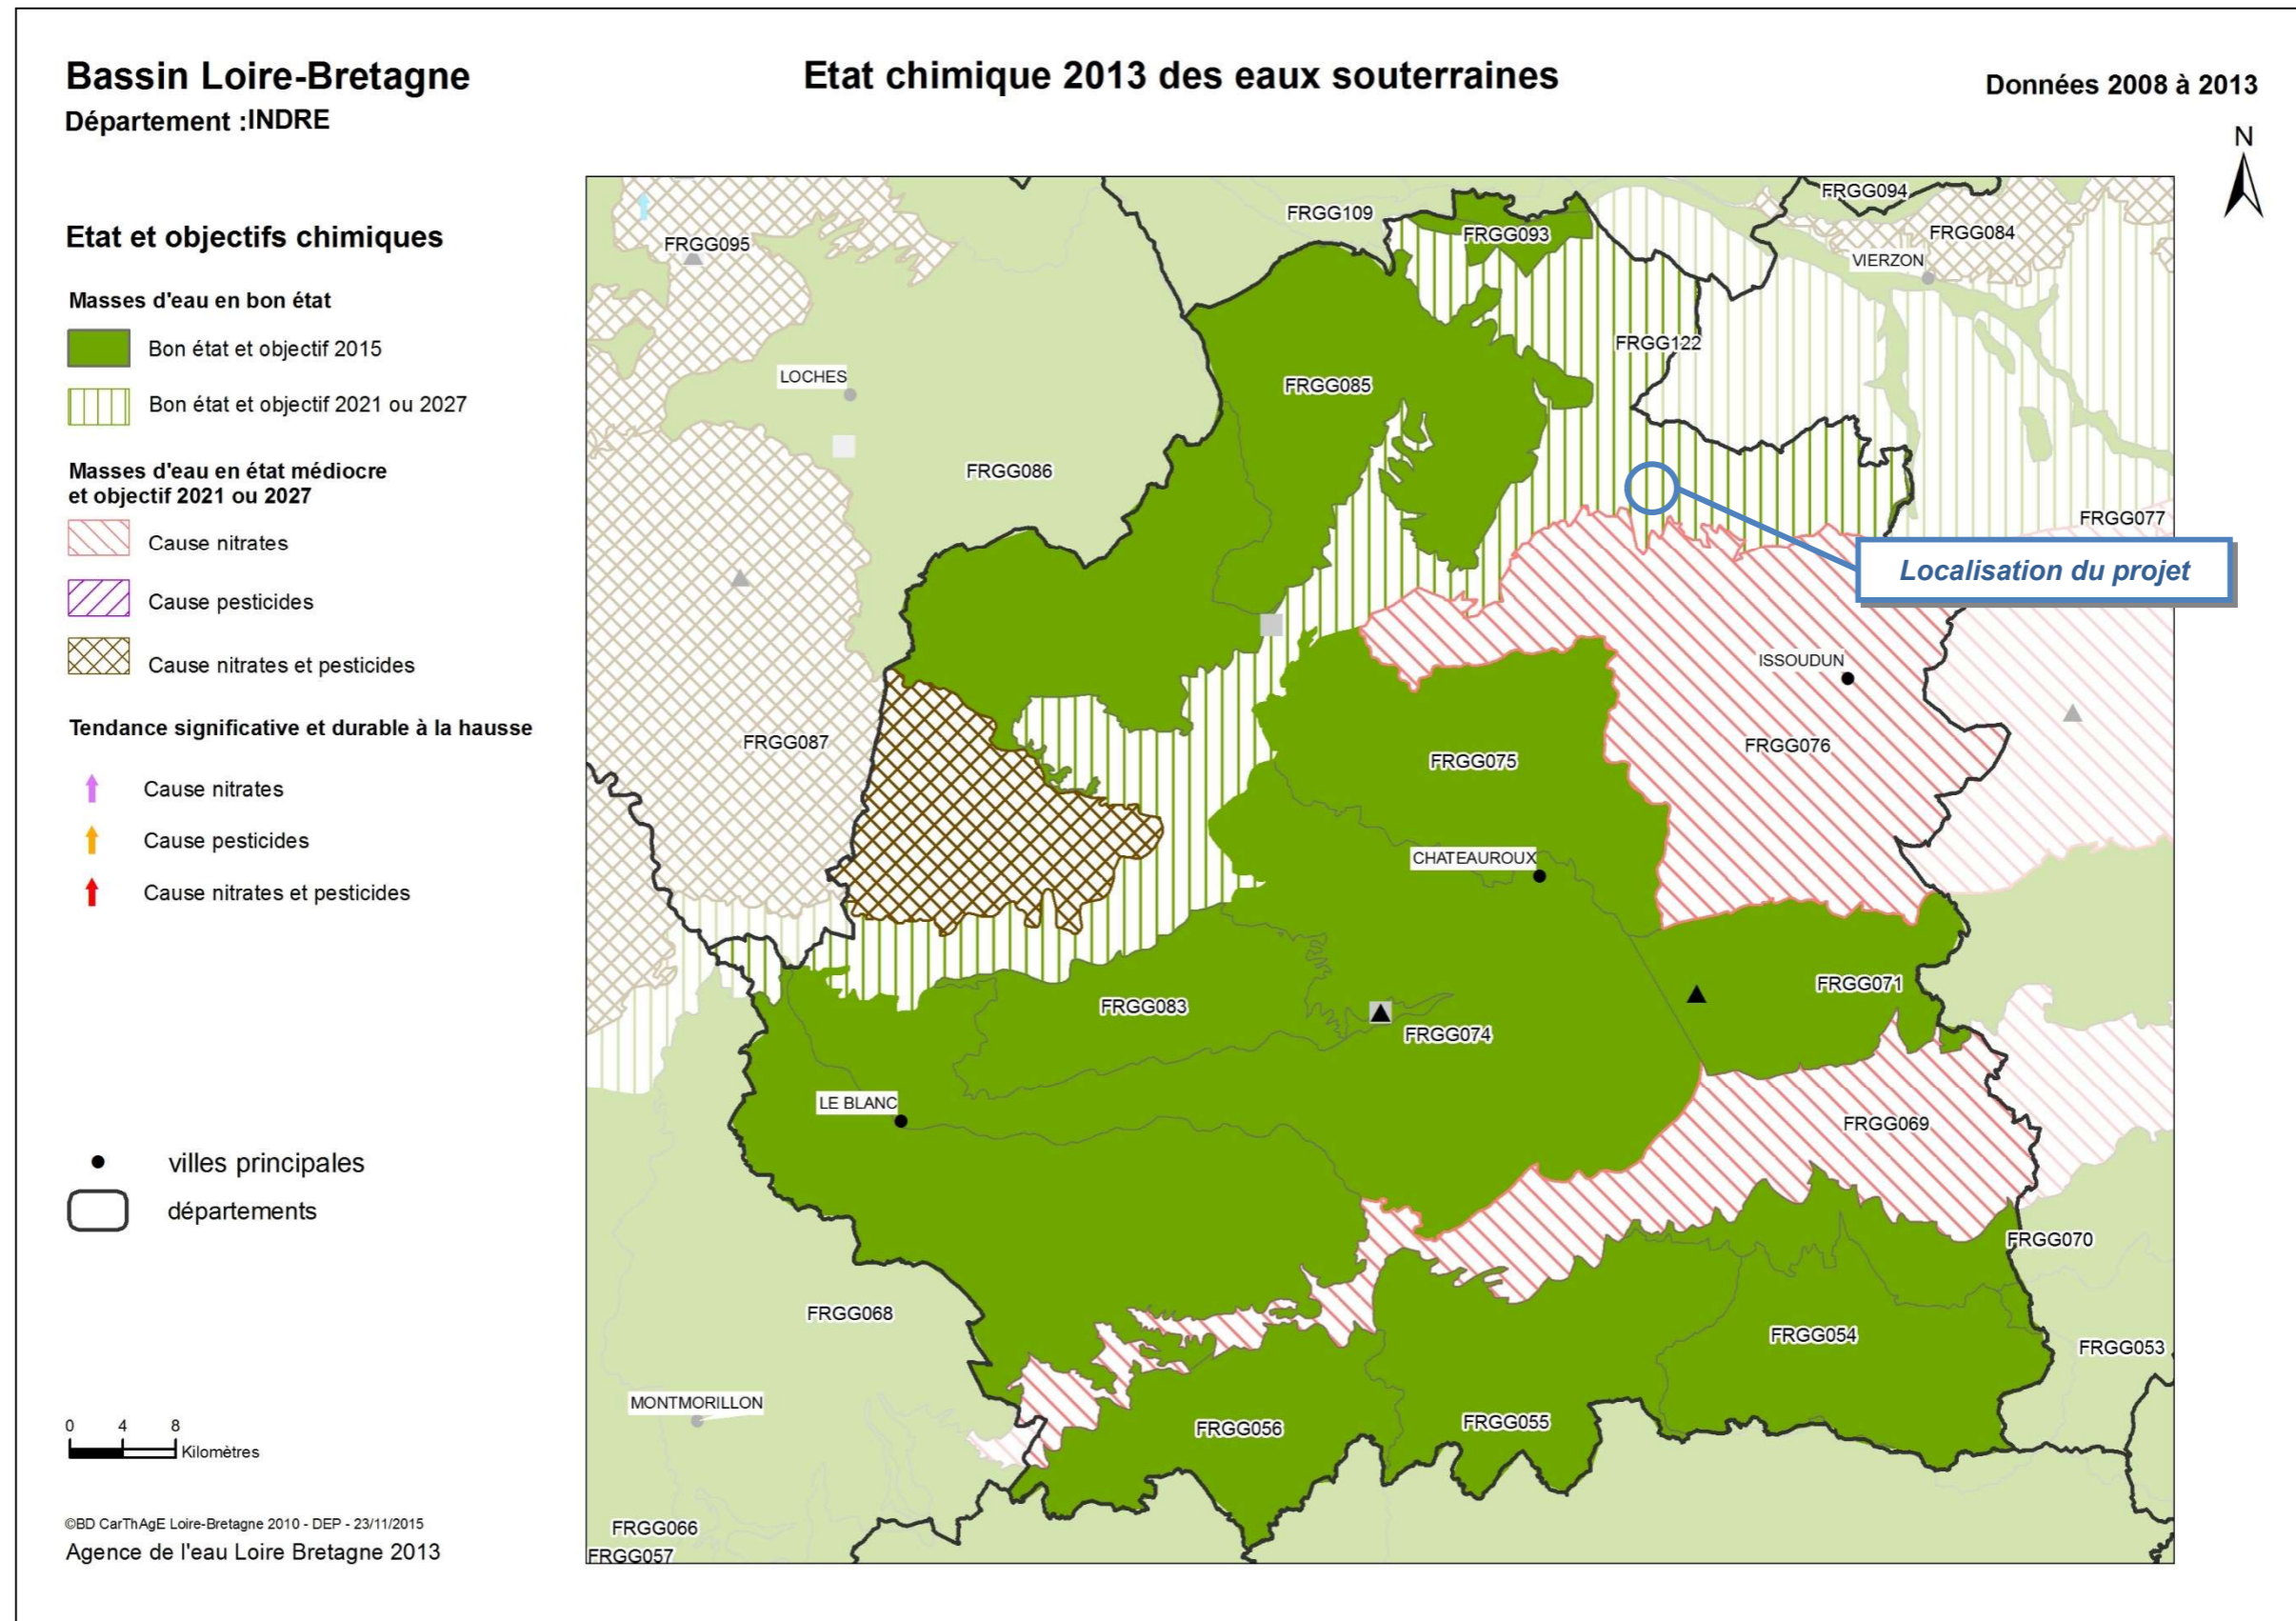 Bassin Loire-Bretagne
Département :INDRE
Etat chimique 2013 des eaux souterraines
Données 2008 à 2013
N
Etat et objectifs chimiques
Masses d'eau en bon état
Bon état et objectif 2015
Bon état et objectif 2021 ou 2027
Masses d'eau en état médiocre
et objectif 2021 ou 2027
Cause nitrates
Cause pesticides
Cause nitrates et pesticides
Tendance significative et durable à la hausse
Cause nitrates
Cause pesticides
Cause nitrates et pesticides
villes principales
départements
0 4 8
Kilomètres
©BD CarThAgE Loire-Bretagne 2010 - DEP - 23/11/2015
Agence de l'eau Loire Bretagne 2013
FRGG094
FRGG109
FRGG093
FRGG084
FRGG095
VIERZON
FRGG122
LOCHES
FRGG085
FRGG086
FRGG077
Localisation du projet
ISSOUDUN
FRGG087
FRGG076
FRGG075
CHATEAUROUX
FRGG071
FRGG083
FRGG074
LE BLANC
FRGG069
FRGG070
FRGG068
FRGG054
FRGG053
MONTMORILLON
FRGG055
FRGG056
FRGG066
FRGG057